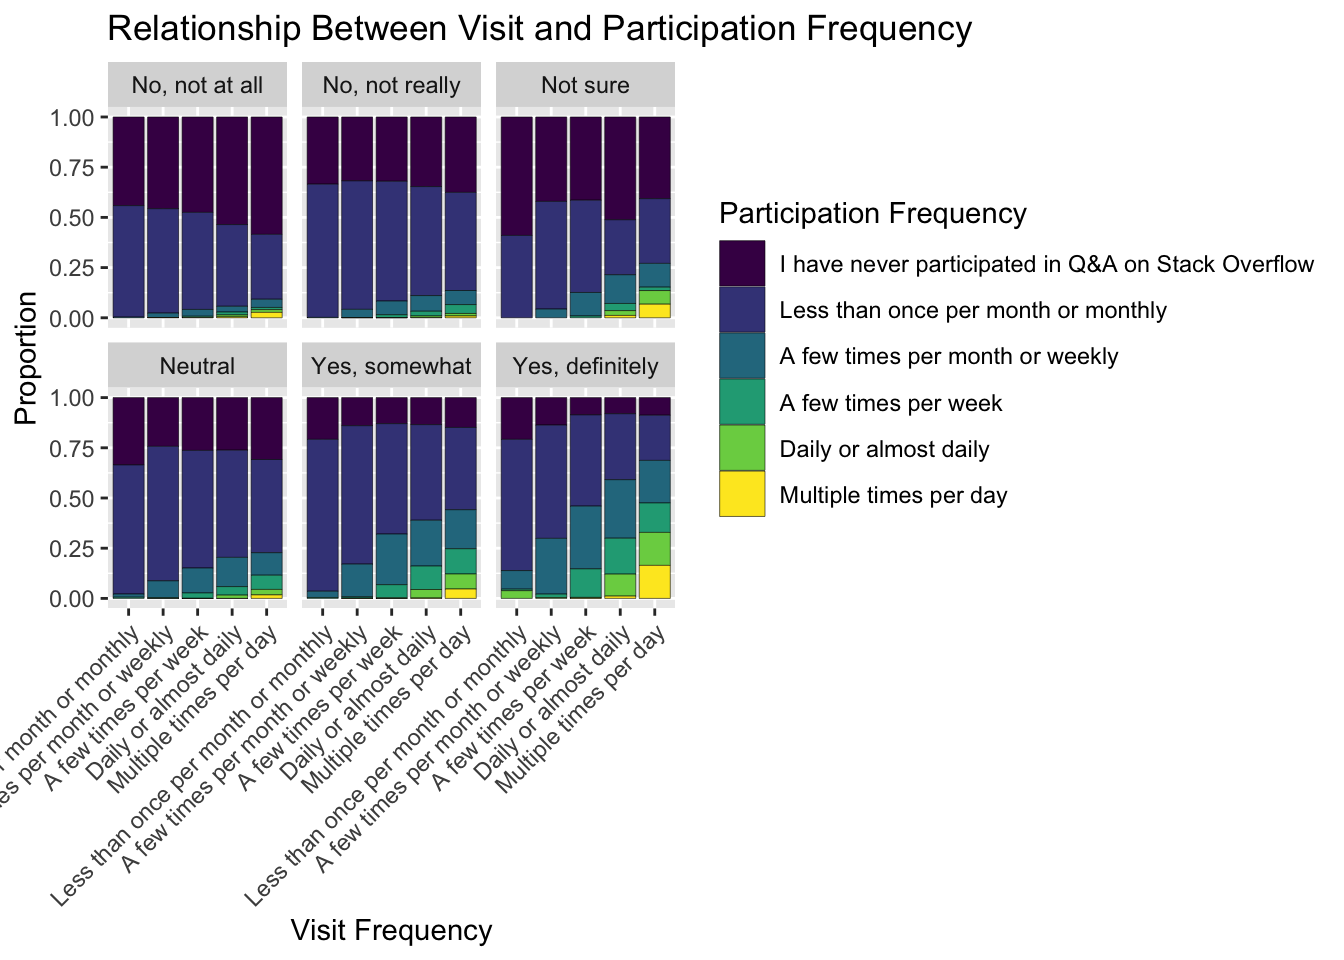 Relationship Between Visit and Participation Frequency
No, not at all
No, not really
Not sure
1.00
0.75
0.50
0.25
0.00
Neutral
Yes, somewhat
Yes, definitely
1.00
0.75
0.50
0.25
0.00
Proportion
month or monthly
per month or weekly
A few times per week
Daily or almost daily
Multiple times per day
Less than once per month or monthly
A few times per month or weekly
A few times per week
Daily or almost daily
Multiple times per day
Less than once per month or monthly
A few times per month or weekly
A few times per week
Daily or almost daily
Multiple times per day
Visit Frequency
Participation Frequency
I have never participated in Q&A on Stack Overflow
Less than once per month or monthly
A few times per month or weekly
A few times per week
Daily or almost daily
Multiple times per day